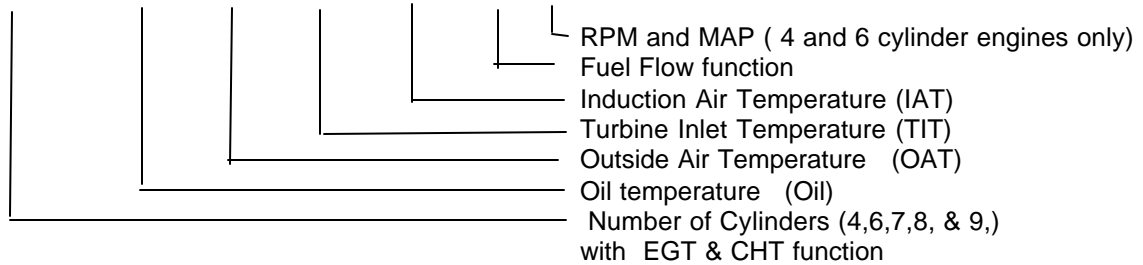 RPM and MAP ( 4 and 6 cylinder engines only)
Fuel Flow function
Induction Air Temperature (IAT)
Turbine Inlet Temperature (TIT)
Outside Air Temperature (OAT)
Oil temperature (Oil)
Number of Cylinders (4,6,7,8, & 9,)
with EGT & CHT function